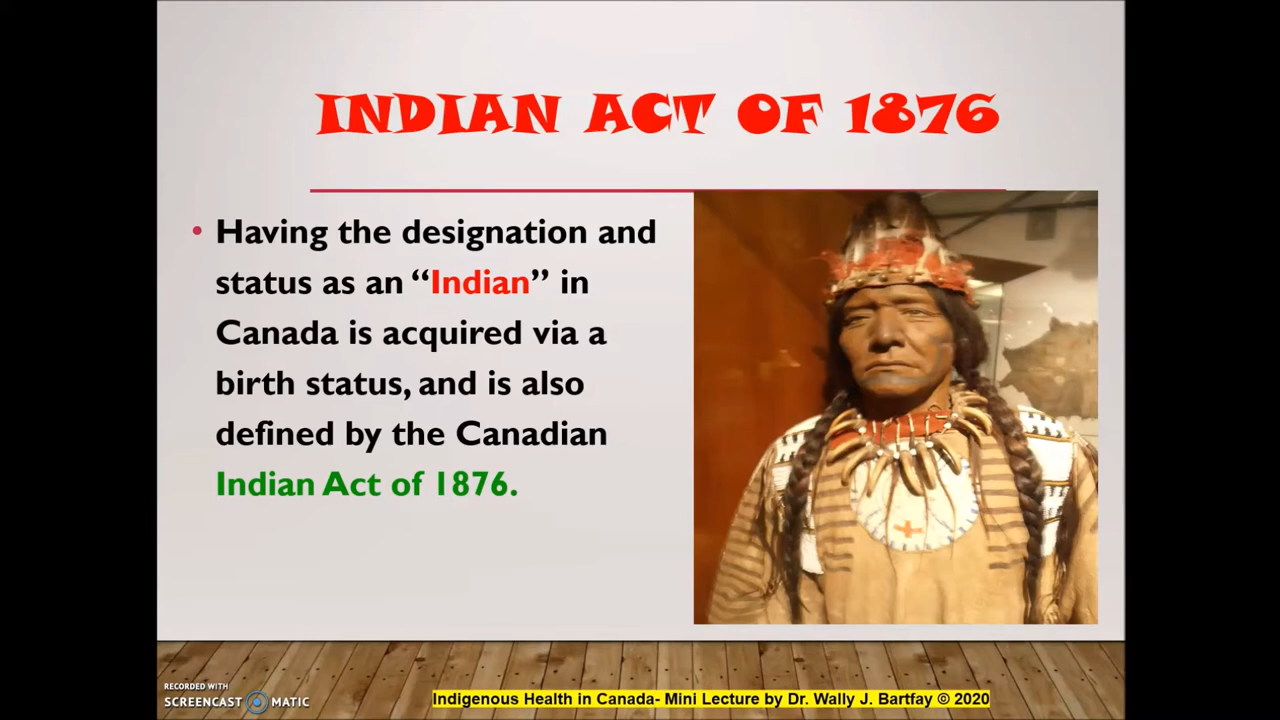 INDIAN ACT OF 1876
• Having the designation and
status as an “Indian” in
Canada is acquired via a
birth status, and is also
defined by the Canadian
Indian Act of 1876.
RECORDED WITH
SCREENCAST MATIC
Indigenous Health in Canada- Mini Lecture by Dr. Wally J. Bartfay © 2020